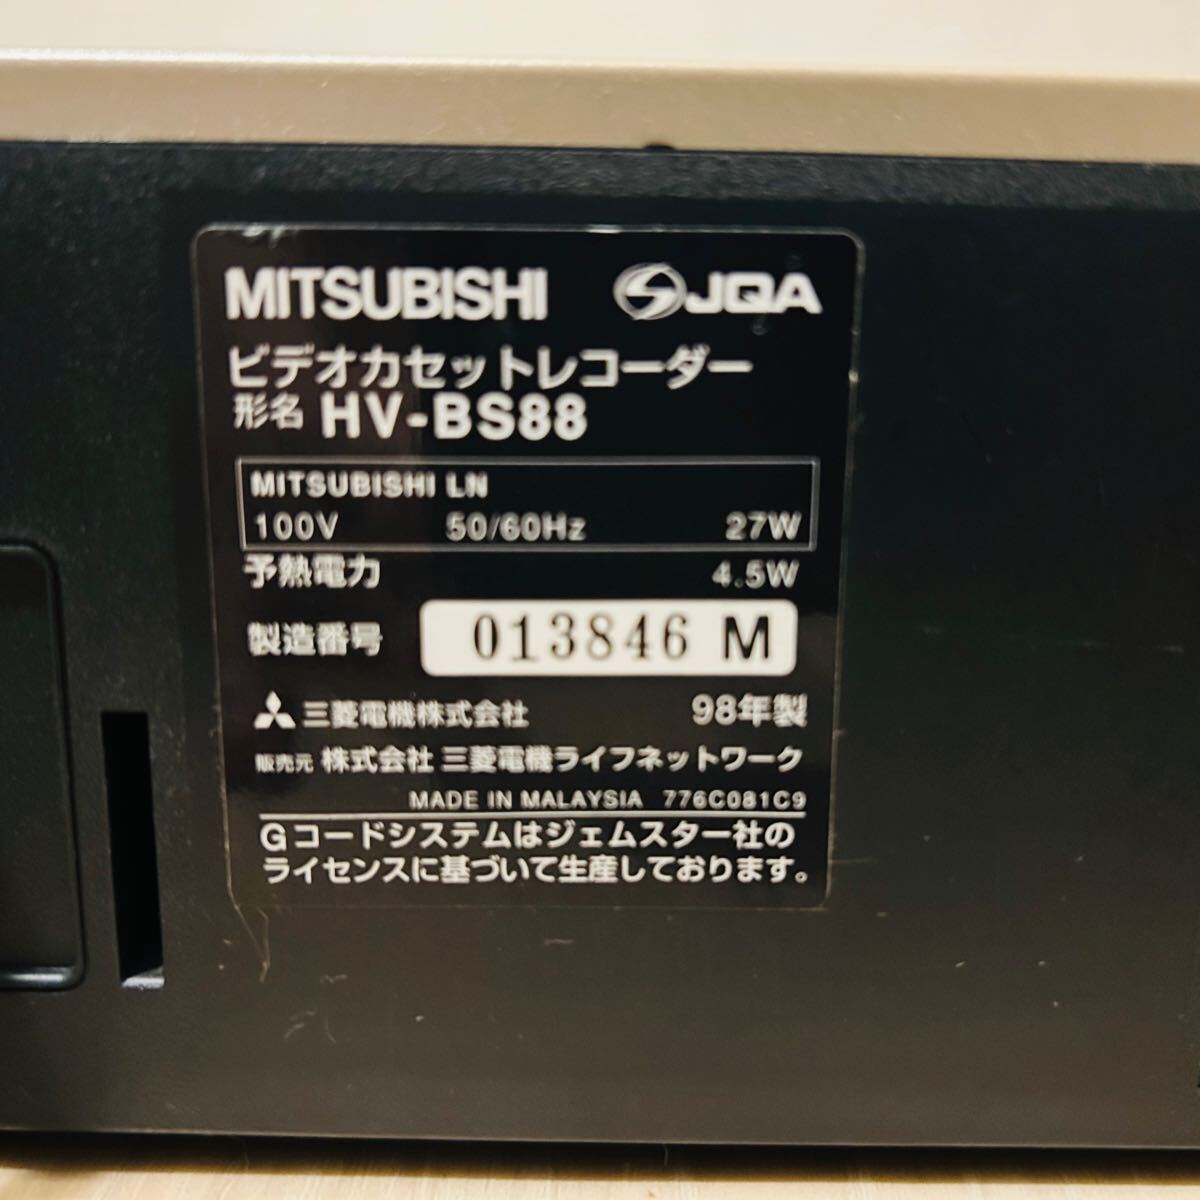 MITSUBISHI JQA
ビデオカセットレコーダー
形名 HV-BS88
MITSUBISHI LN
100V 50/60Hz 27W
予熱電力 4.5W
製造番号 013846 M
三菱電機株式会社 98年製
販売元 株式会社 三菱電機ライフネットワーク
MADE IN MALAYSIA 776C081C9
Gコードシステムはジェムスター社の
ライセンスに基づいて生産しております。